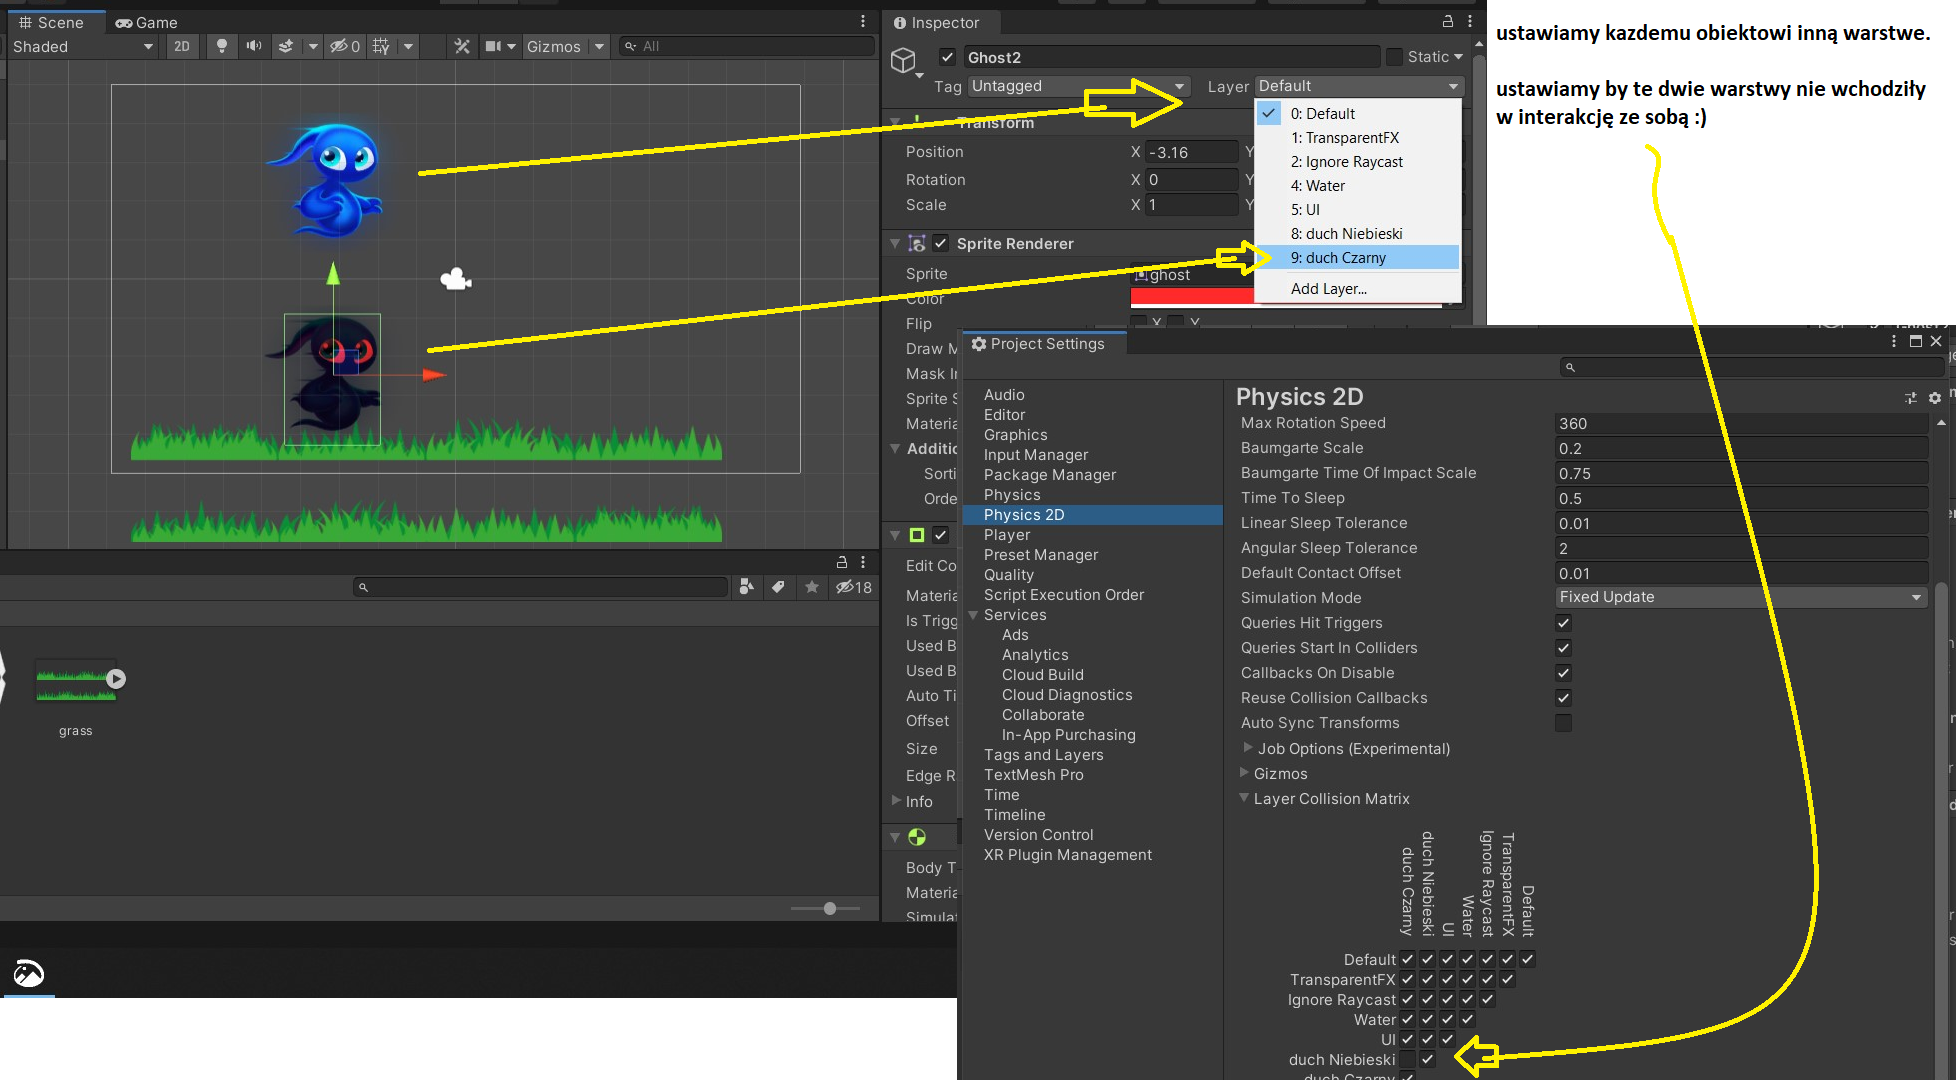 Scene
Game
Shaded
2D
0
Gizmos
All
Inspector
Ghost2
Static
Tag
Untagged
Layer
Default
0: Default
1: TransparentFX
2: Ignore Raycast
4: Water
5: UI
8: duch Niebieski
9: duch Czarny
Add Layer...
Transform
Position
X
-3.16
Y
Rotation
X
0
Y
Scale
X
1
Y
Sprite Renderer
Sprite
ghost
Color
Flip
X
Y
Draw M
Mask In
Sprite S
Materia
Additio
Sorti
Orde
Edit Co
Materia
Is Trigg
Used B
Used B
Auto Ti
Offset
Size
Edge R
Info
Body T
Materia
Simulat
18
grass
ustawiamy kazdemu obiektowi inną warstwe.
ustawiamy by te dwie warstwy nie wchodziły
w interakcję ze sobą :)
Project Settings
Audio
Editor
Graphics
Input Manager
Package Manager
Physics
Physics 2D
Player
Preset Manager
Quality
Script Execution Order
Services
Ads
Analytics
Cloud Build
Cloud Diagnostics
Collaborate
In-App Purchasing
Tags and Layers
TextMesh Pro
Time
Timeline
Version Control
XR Plugin Management
Physics 2D
Max Rotation Speed
360
Baumgarte Scale
0.2
Baumgarte Time Of Impact Scale
0.75
Time To Sleep
0.5
Linear Sleep Tolerance
0.01
Angular Sleep Tolerance
2
Default Contact Offset
0.01
Simulation Mode
Fixed Update
Queries Hit Triggers
Queries Start In Colliders
Callbacks On Disable
Reuse Collision Callbacks
Auto Sync Transforms
Job Options (Experimental)
Gizmos
Layer Collision Matrix
duch Czarny
duch Niebieski
UI
Water
Ignore Raycast
TransparentFX
Default
Default
TransparentFX
Ignore Raycast
Water
UI
duch Niebieski
duch Czarny